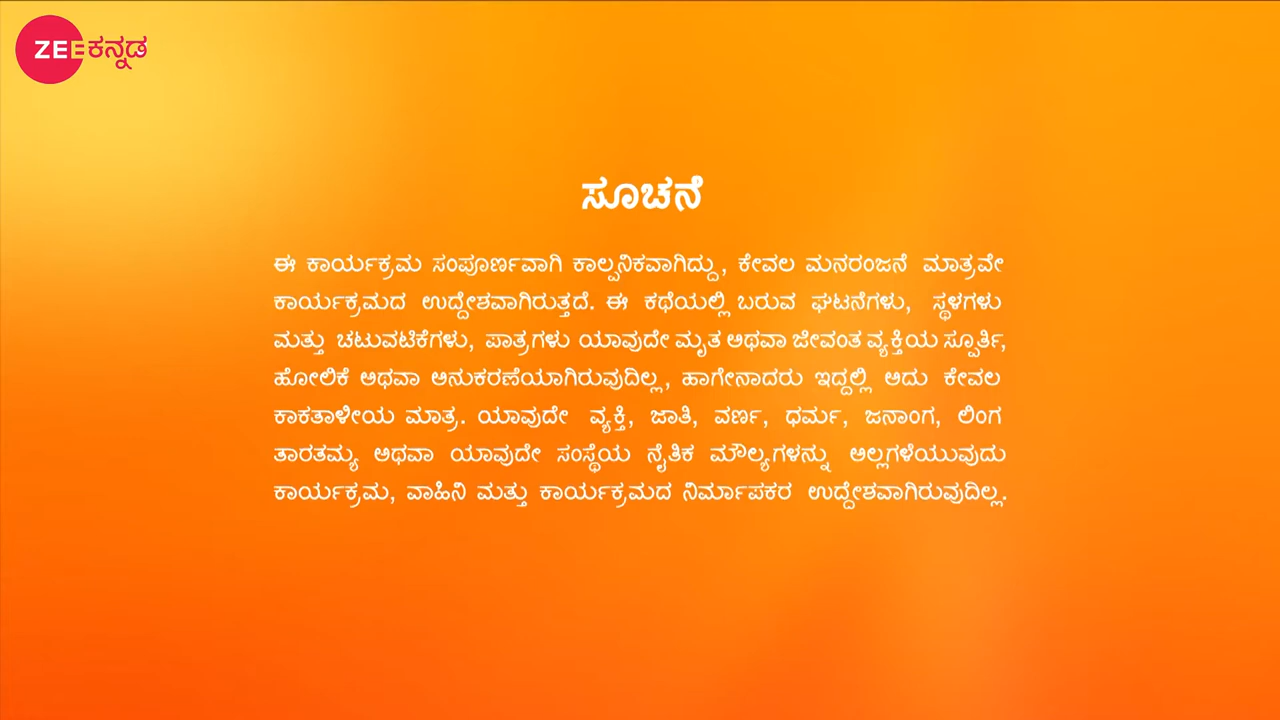 ZEEಕನ್ನಡ
ಸೂಚನೆ
ಈ ಕಾರ್ಯಕ್ರಮ ಸಂಪೂರ್ಣವಾಗಿ ಕಾಲ್ಪನಿಕವಾಗಿದ್ದು, ಕೇವಲ ಮನರಂಜನೆ ಮಾತ್ರವೇ
ಕಾರ್ಯಕ್ರಮದ ಉದ್ದೇಶವಾಗಿರುತ್ತದೆ. ಈ ಕಥೆಯಲ್ಲಿ ಬರುವ ಘಟನೆಗಳು, ಸ್ಥಳಗಳು
ಮತ್ತು ಚಟುವಟಿಕೆಗಳು, ಪಾತ್ರಗಳು ಯಾವುದೇ ಮೃತ ಅಥವಾ ಜೀವಂತ ವ್ಯಕ್ತಿಯ ಸ್ಪೂರ್ತಿ,
ಹೋಲಿಕೆ ಅಥವಾ ಅನುಕರಣೆಯಾಗಿರುವುದಿಲ್ಲ, ಹಾಗೇನಾದರು ಇದ್ದಲ್ಲಿ ಅದು ಕೇವಲ
ಕಾಕತಾಳೀಯ ಮಾತ್ರ. ಯಾವುದೇ ವ್ಯಕ್ತಿ, ಜಾತಿ, ವರ್ಣ, ಧರ್ಮ, ಜನಾಂಗ, ಲಿಂಗ
ತಾರತಮ್ಯ ಅಥವಾ ಯಾವುದೇ ಸಂಸ್ಥೆಯ ನೈತಿಕ ಮೌಲ್ಯಗಳನ್ನು ಅಲ್ಲಗಳೆಯುವುದು
ಕಾರ್ಯಕ್ರಮ, ವಾಹಿನಿ ಮತ್ತು ಕಾರ್ಯಕ್ರಮದ ನಿರ್ಮಾಪಕರ ಉದ್ದೇಶವಾಗಿರುವುದಿಲ್ಲ.